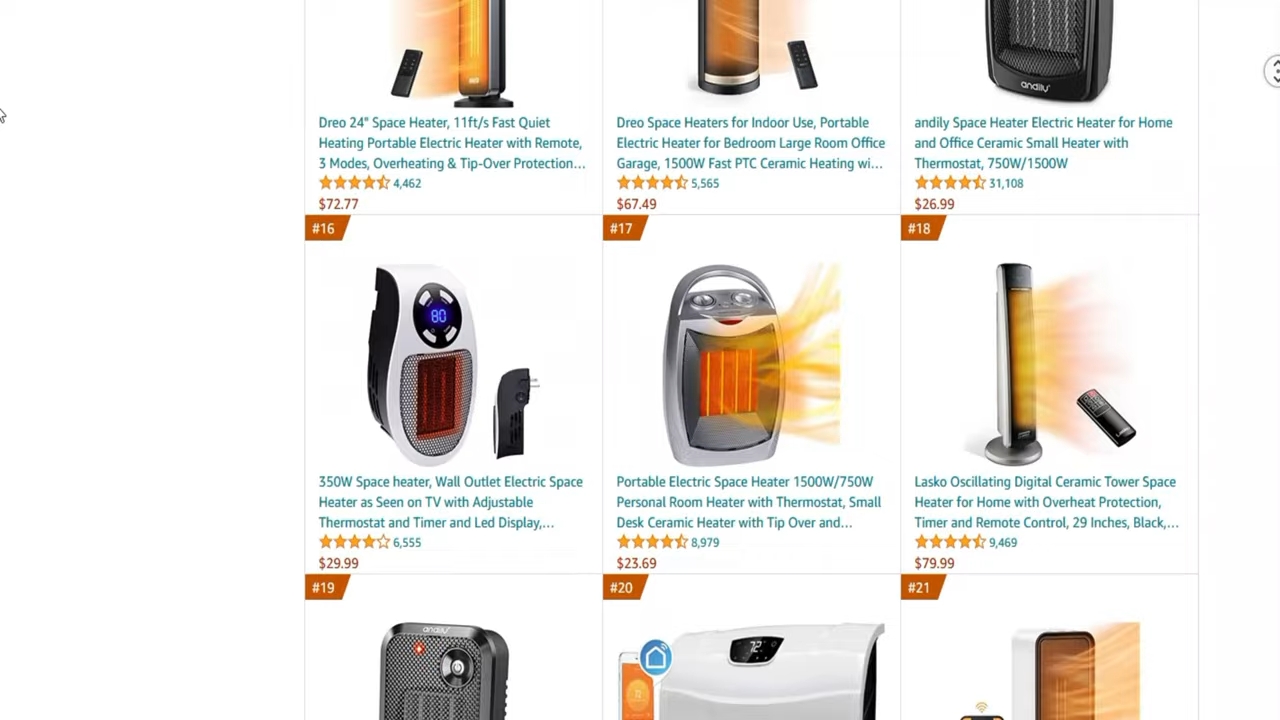 andily
Dreo 24" Space Heater, 11ft/s Fast Quiet
Heating Portable Electric Heater with Remote,
3 Modes, Overheating & Tip-Over Protection…
4,462
$72.77
Dreo Space Heaters for Indoor Use, Portable
Electric Heater for Bedroom Large Room Office
Garage, 1500W Fast PTC Ceramic Heating wi…
5,565
$67.49
andily Space Heater Electric Heater for Home
and Office Ceramic Small Heater with
Thermostat, 750W/1500W
31,108
$26.99
#16
80
350W Space heater, Wall Outlet Electric Space
Heater as Seen on TV with Adjustable
Thermostat and Timer and Led Display,…
6,555
$29.99
#17
Portable Electric Space Heater 1500W/750W
Personal Room Heater with Thermostat, Small
Desk Ceramic Heater with Tip Over and…
8,979
$23.69
#18
Lasko Oscillating Digital Ceramic Tower Space
Heater for Home with Overheat Protection,
Timer and Remote Control, 29 Inches, Black,…
9,469
$79.99
#19
andily
#20
72
72
#21